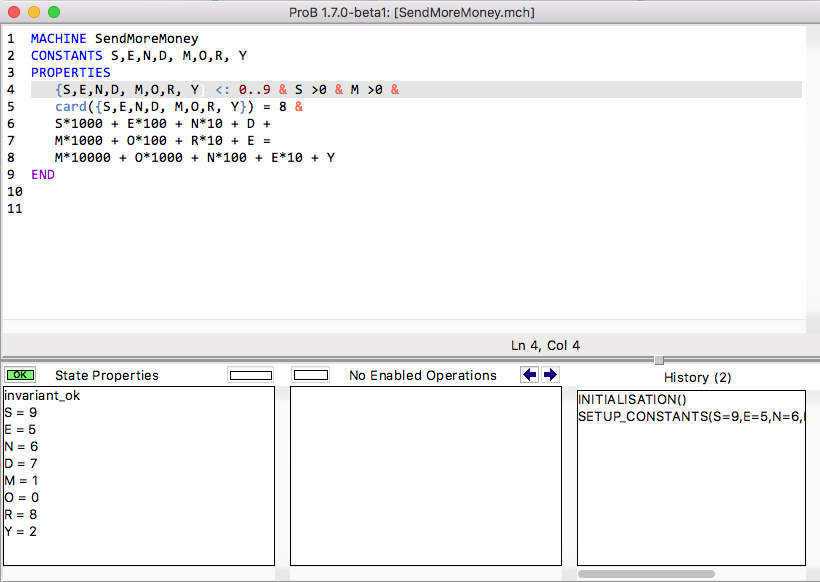 ProB 1.7.0-beta1: [SendMoreMoney.mch]
1 MACHINE SendMoreMoney
2 CONSTANTS S,E,N,D, M,O,R, Y
3 PROPERTIES
4 {S,E,N,D, M,O,R, Y} <: 0..9 & S >0 & M >0 &
5 card({S,E,N,D, M,O,R, Y}) = 8 &
6 S*1000 + E*100 + N*10 + D +
7 M*1000 + O*100 + R*10 + E =
8 M*10000 + O*1000 + N*100 + E*10 + Y
9 END
10
11
Ln 4, Col 4
OK State Properties
No Enabled Operations
History (2)
invariant_ok
S = 9
E = 5
N = 6
D = 7
M = 1
O = 0
R = 8
Y = 2
INITIALISATION()
SETUP_CONSTANTS(S=9,E=5,N=6,